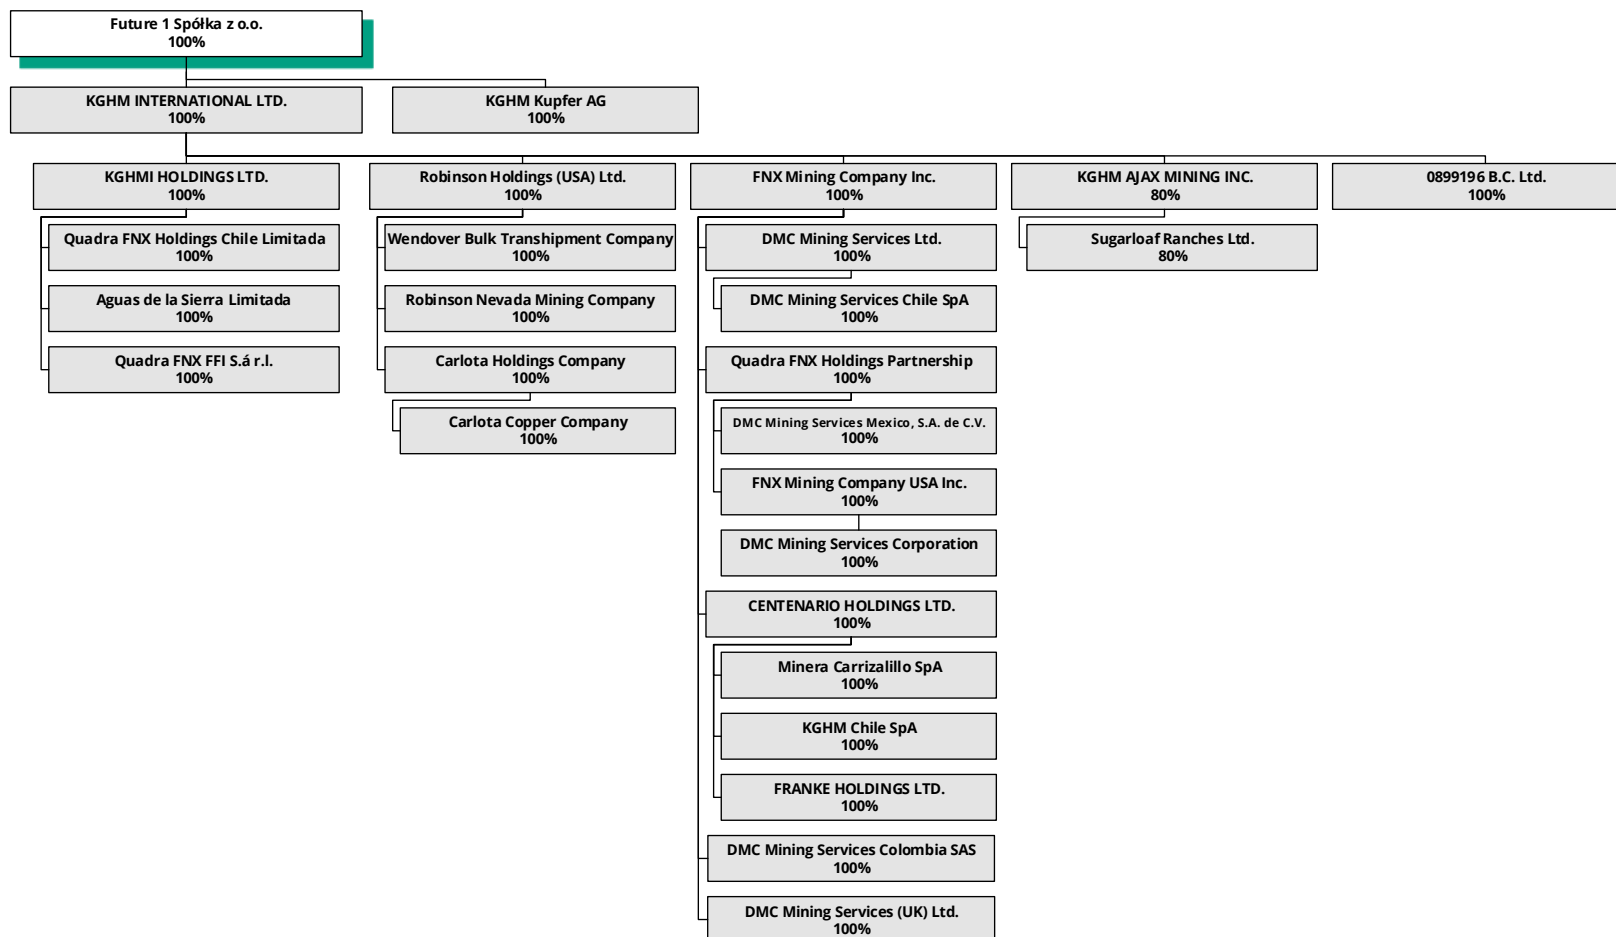 Future 1 Spółka z o.o.
100%
KGHM INTERNATIONAL LTD.
100%
KGHM Kupfer AG
100%
KGHMI HOLDINGS LTD.
100%
Robinson Holdings (USA) Ltd.
100%
FNX Mining Company Inc.
100%
KGHM AJAX MINING INC.
80%
0899196 B.C. Ltd.
100%
Quadra FNX Holdings Chile Limitada
100%
Aguas de la Sierra Limitada
100%
Quadra FNX FFI S.á r.l.
100%
Wendover Bulk Transhipment Company
100%
Robinson Nevada Mining Company
100%
Carlota Holdings Company
100%
Carlota Copper Company
100%
DMC Mining Services Ltd.
100%
DMC Mining Services Chile SpA
100%
Quadra FNX Holdings Partnership
100%
DMC Mining Services Mexico, S.A. de C.V.
100%
FNX Mining Company USA Inc.
100%
DMC Mining Services Corporation
100%
CENTENARIO HOLDINGS LTD.
100%
Minera Carrizalillo SpA
100%
KGHM Chile SpA
100%
FRANKE HOLDINGS LTD.
100%
DMC Mining Services Colombia SAS
100%
DMC Mining Services (UK) Ltd.
100%
Sugarloaf Ranches Ltd.
80%